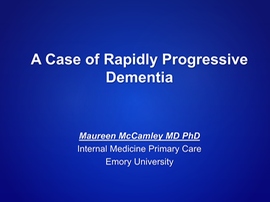 A Case of Rapidly Progressive
Dementia
Maureen McCamley MD PhD
Internal Medicine Primary Care
Emory University